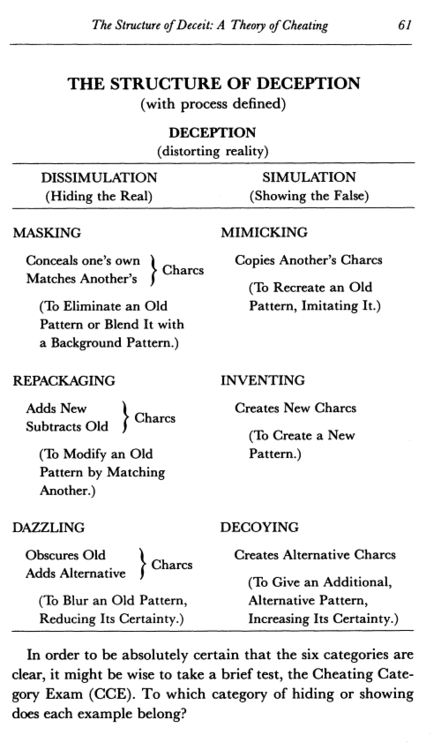 The Structure of Deceit: A Theory of Cheating 61
THE STRUCTURE OF DECEPTION
(with process defined)
DECEPTION
(distorting reality)
DISSIMULATION
(Hiding the Real)
SIMULATION
(Showing the False)
MASKING
Conceals one's own
Matches Another's
} Charcs
(To Eliminate an Old
Pattern or Blend It with
a Background Pattern.)
MIMICKING
Copies Another's Charcs
(To Recreate an Old
Pattern, Imitating It.)
REPACKAGING
Adds New
Subtracts Old
} Charcs
(To Modify an Old
Pattern by Matching
Another.)
INVENTING
Creates New Charcs
(To Create a New
Pattern.)
DAZZLING
Obscures Old
Adds Alternative
} Charcs
(To Blur an Old Pattern,
Reducing Its Certainty.)
DECOYING
Creates Alternative Charcs
(To Give an Additional,
Alternative Pattern,
Increasing Its Certainty.)
In order to be absolutely certain that the six categories are
clear, it might be wise to take a brief test, the Cheating Cate-
gory Exam (CCE). To which category of hiding or showing
does each example belong?